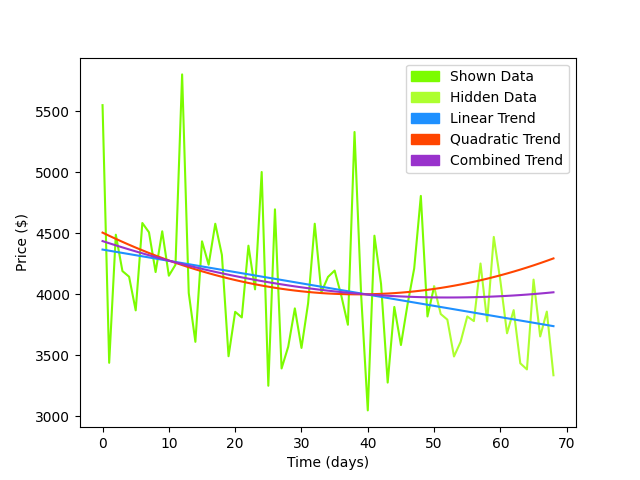 Shown Data
Hidden Data
Linear Trend
Quadratic Trend
Combined Trend
Price ($)
5500
5000
4500
4000
3500
3000
0 10 20 30 40 50 60 70
Time (days)